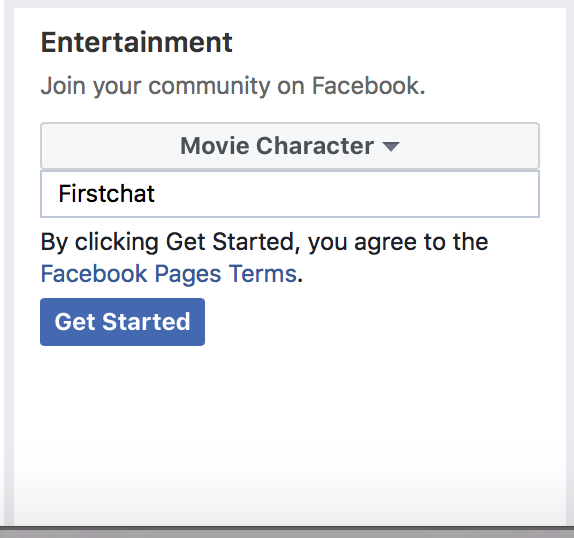 Entertainment
Join your community on Facebook.
Movie Character
Firstchat
By clicking Get Started, you agree to the
Facebook Pages Terms.
Get Started